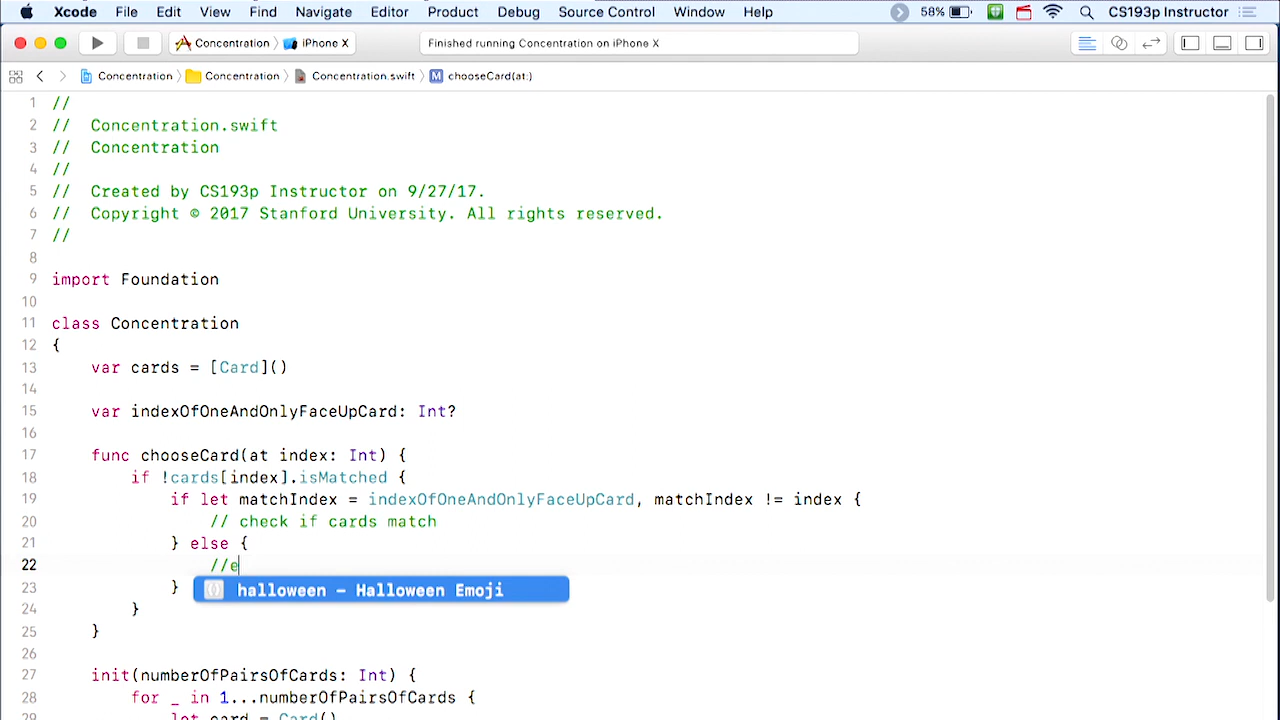 Xcode File Edit View Find Navigate Editor Product Debug Source Control Window Help 58% CS193p Instructor
Concentration iPhone X Finished running Concentration on iPhone X
Concentration Concentration Concentration.swift M chooseCard(at:)
1 //
2 //  Concentration.swift
3 //  Concentration
4 //
5 //  Created by CS193p Instructor on 9/27/17.
6 //  Copyright © 2017 Stanford University. All rights reserved.
7 //
8
9 import Foundation
10
11 class Concentration
12 {
13     var cards = [Card]()
14
15     var indexOfOneAndOnlyFaceUpCard: Int?
16
17     func chooseCard(at index: Int) {
18         if !cards[index].isMatched {
19             if let matchIndex = indexOfOneAndOnlyFaceUpCard, matchIndex != index {
20                 // check if cards match
21             } else {
22                 //e
23             }
halloween – Halloween Emoji
24         }
25     }
26
27     init(numberOfPairsOfCards: Int) {
28         for _ in 1...numberOfPairsOfCards {
let card = Card()